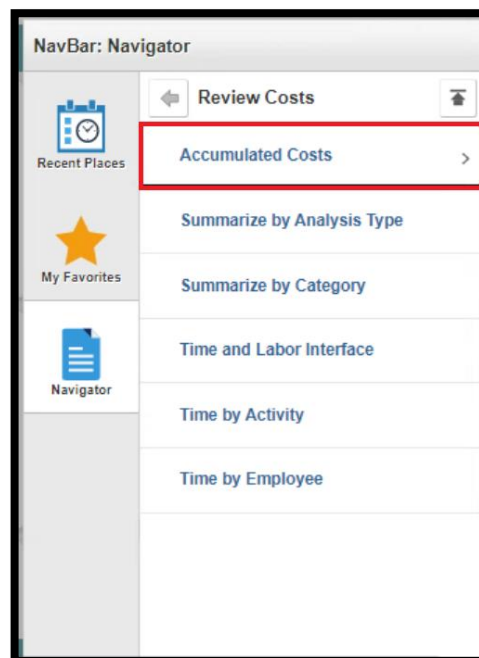 NavBar: Navigator
Review Costs
Recent Places
Accumulated Costs
Summarize by Analysis Type
My Favorites
Summarize by Category
Time and Labor Interface
Navigator
Time by Activity
Time by Employee